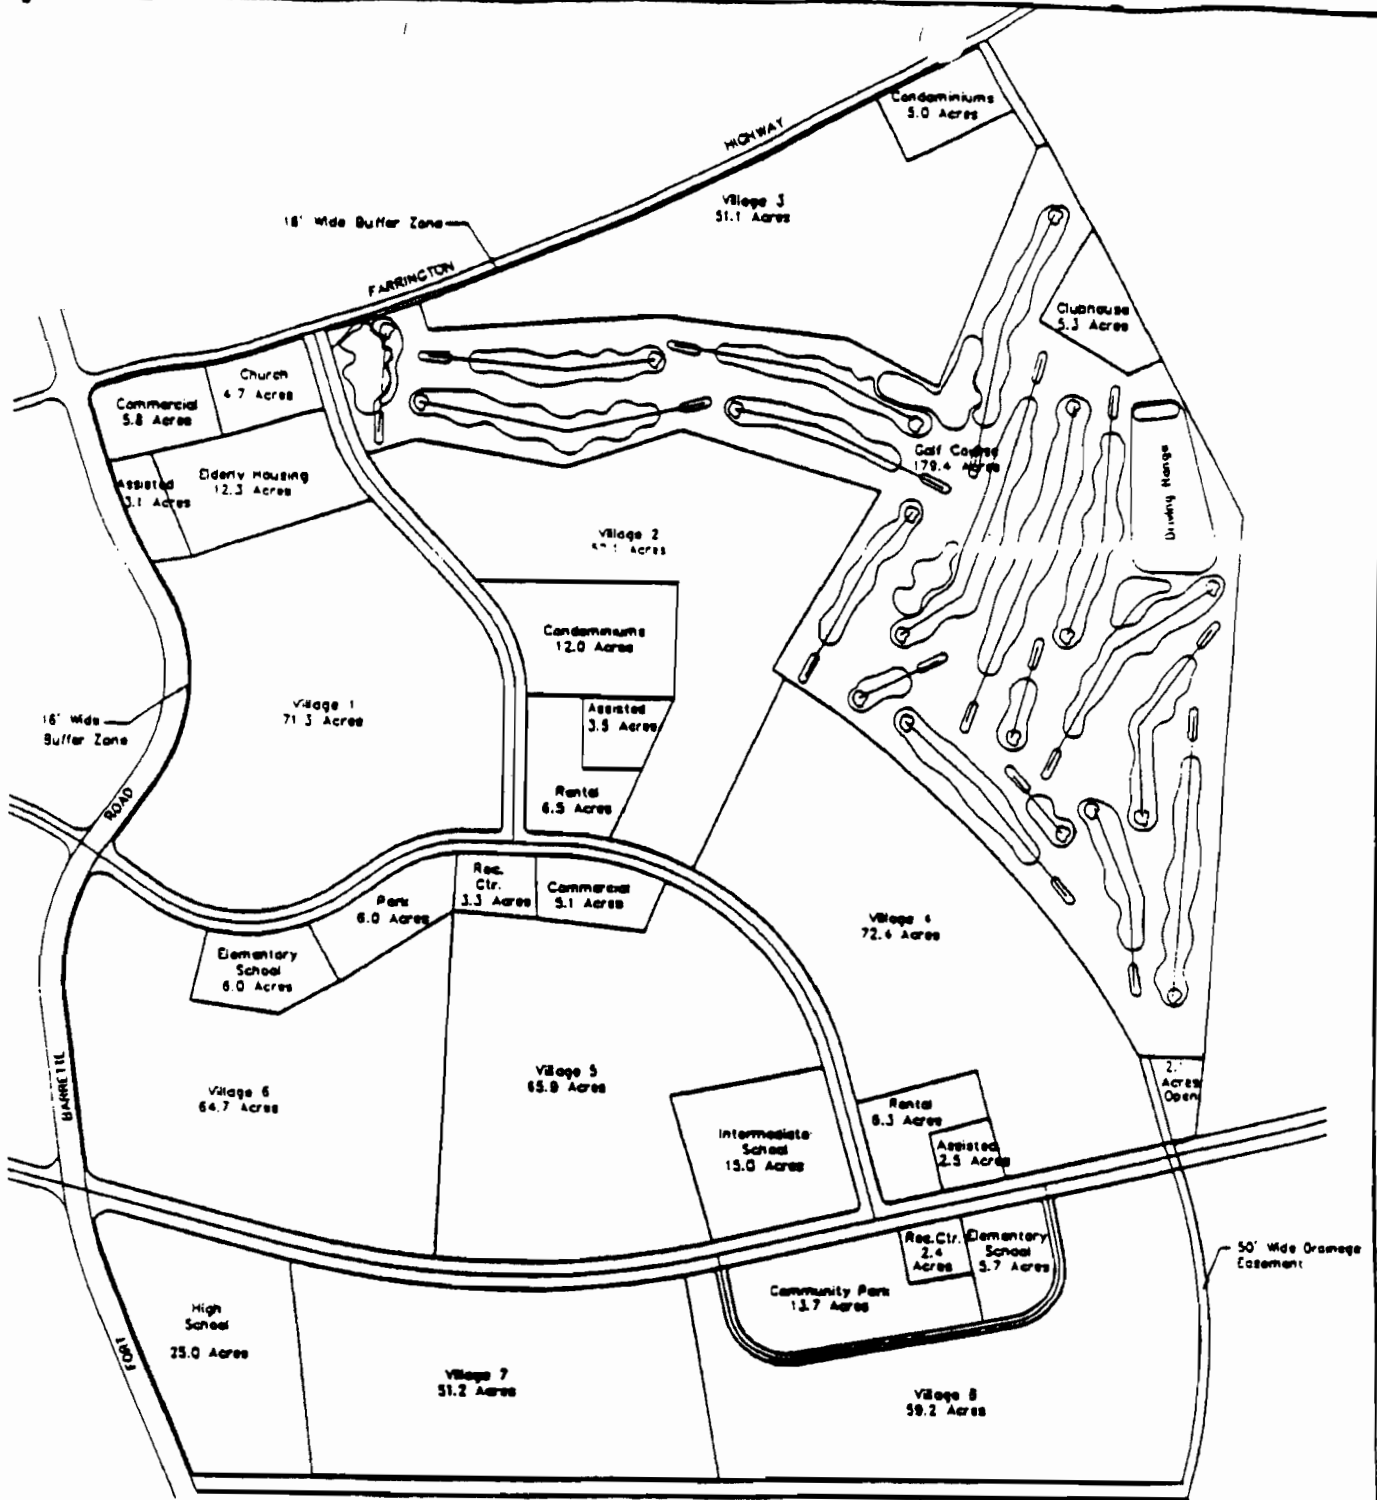 Condominiums
5.0 Acres
HIGHWAY
Village 3
51.1 Acres
16' Wide Buffer Zone
FARRINGTON
Clubhouse
5.3 Acres
Church
4.7 Acres
Commercial
5.8 Acres
Golf Course
179.4 Acres
Driving Range
Elderly Housing
12.3 Acres
Assisted
3.1 Acres
Village 2
Acres
Condominiums
12.0 Acres
Village 1
71.3 Acres
Assisted
3.5 Acres
16' Wide
Buffer Zone
Rental
6.5 Acres
ROAD
Rec.
Ctr.
3.3 Acres
Commercial
5.1 Acres
Park
6.0 Acres
Village 4
72.4 Acres
Elementary
School
6.0 Acres
Village 5
65.9 Acres
Village 6
64.7 Acres
BARRETTE
Acres
Open
Rental
6.3 Acres
Intermediate
School
15.0 Acres
Assisted
2.5 Acres
Rec.Ctr.
2.4
Acres
Elementary
School
5.7 Acres
50' Wide Drainage
Easement
Community Park
13.7 Acres
High
School
25.0 Acres
FORT
Village 7
51.2 Acres
Village 8
59.2 Acres